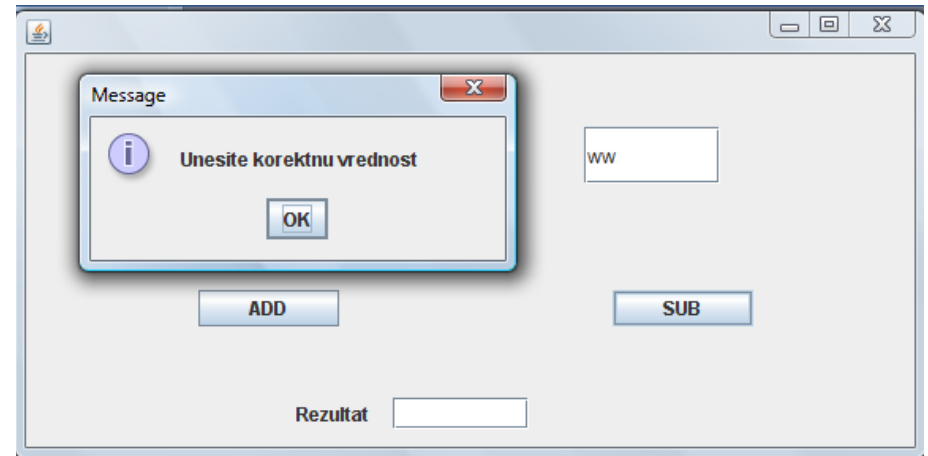 Message
Unesite korektnu vrednost
ww
OK
ADD
SUB
Rezultat